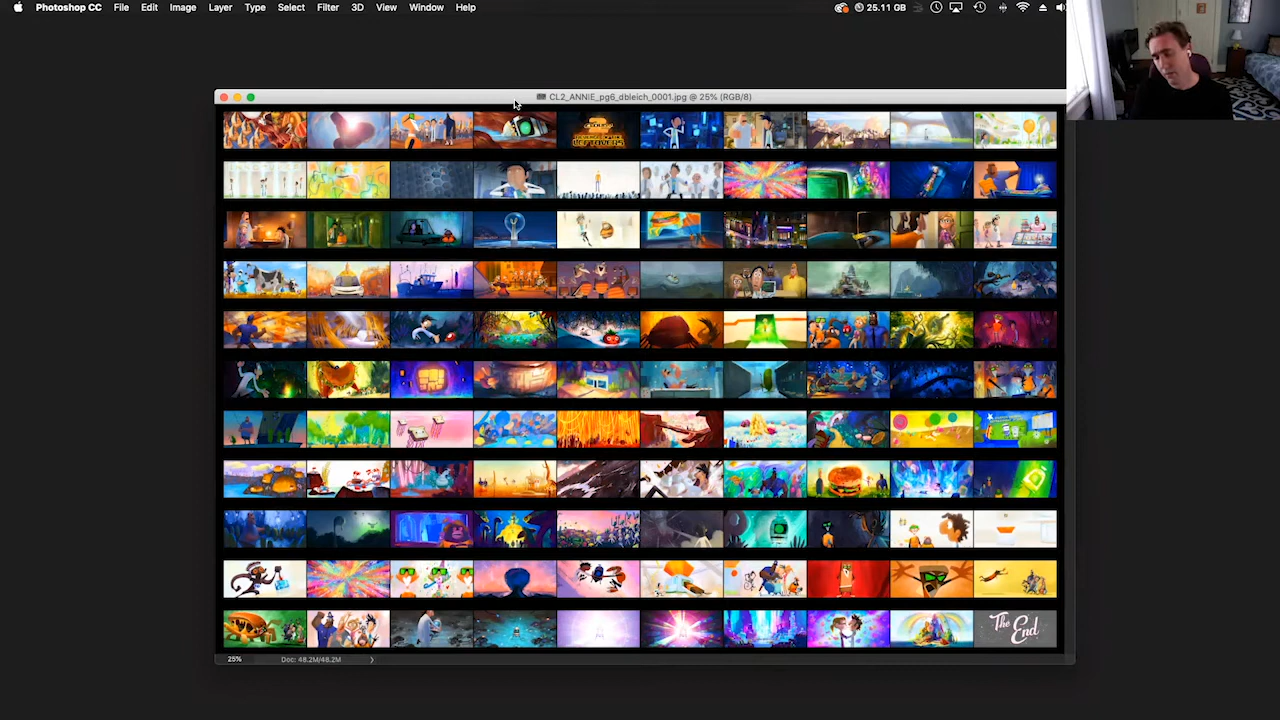 Photoshop CC File Edit Image Layer Type Select Filter 3D View Window Help 25.11 GB
CL2_ANNIE_pg6_dbleich_0001.jpg @ 25% (RGB/8)
LEFTOVERS
The End
25% Doc: 48.2M/48.2M